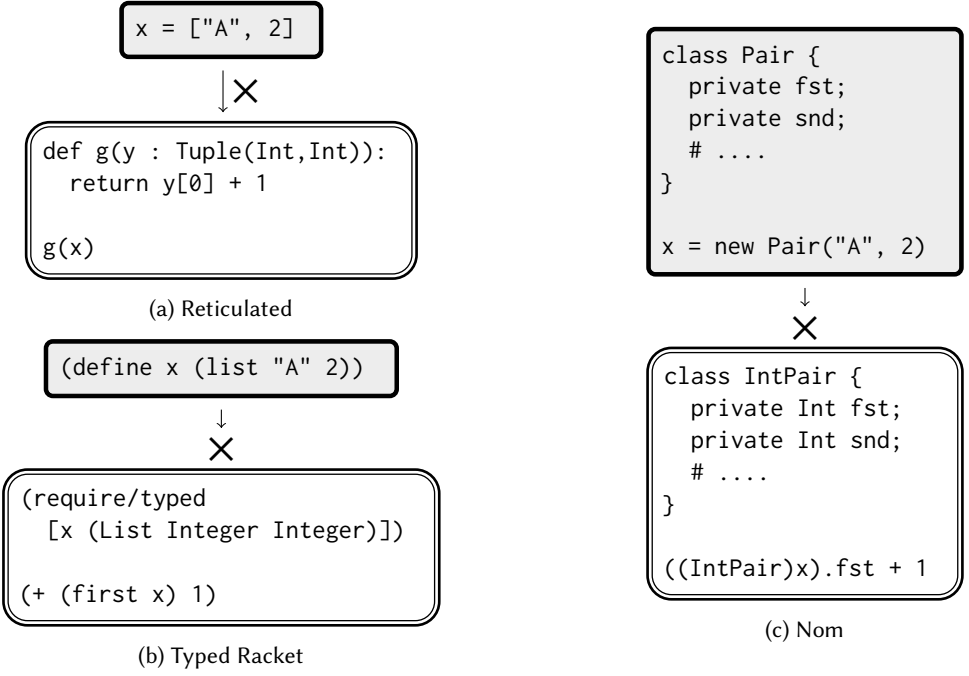 x = ["A", 2]
def g(y : Tuple(Int,Int)):
  return y[0] + 1
g(x)
(a) Reticulated
(define x (list "A" 2))
(require/typed
  [x (List Integer Integer)])
(+ (first x) 1)
(b) Typed Racket
class Pair {
  private fst;
  private snd;
  # ....
}
x = new Pair("A", 2)
class IntPair {
  private Int fst;
  private Int snd;
  # ....
}
((IntPair)x).fst + 1
(c) Nom